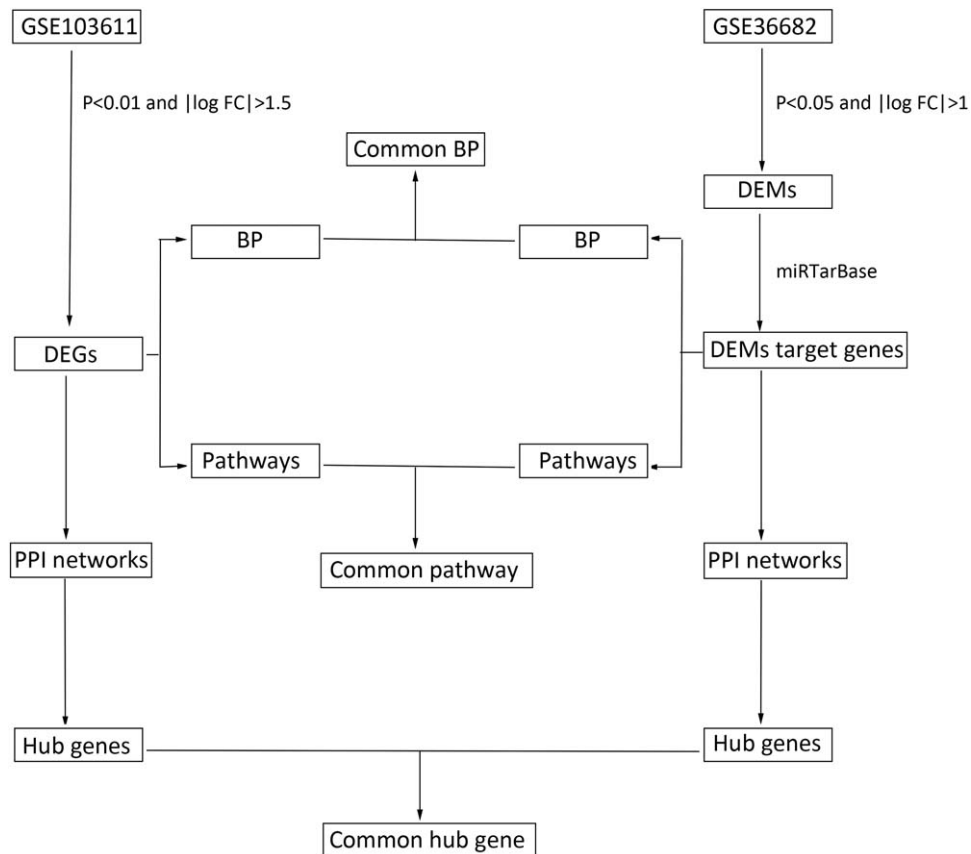 GSE103611
GSE36682
P<0.01 and |log FC|>1.5
P<0.05 and |log FC|>1
Common BP
DEMs
BP
BP
miRTarBase
DEGs
DEMs target genes
Pathways
Pathways
PPI networks
Common pathway
PPI networks
Hub genes
Hub genes
Common hub gene